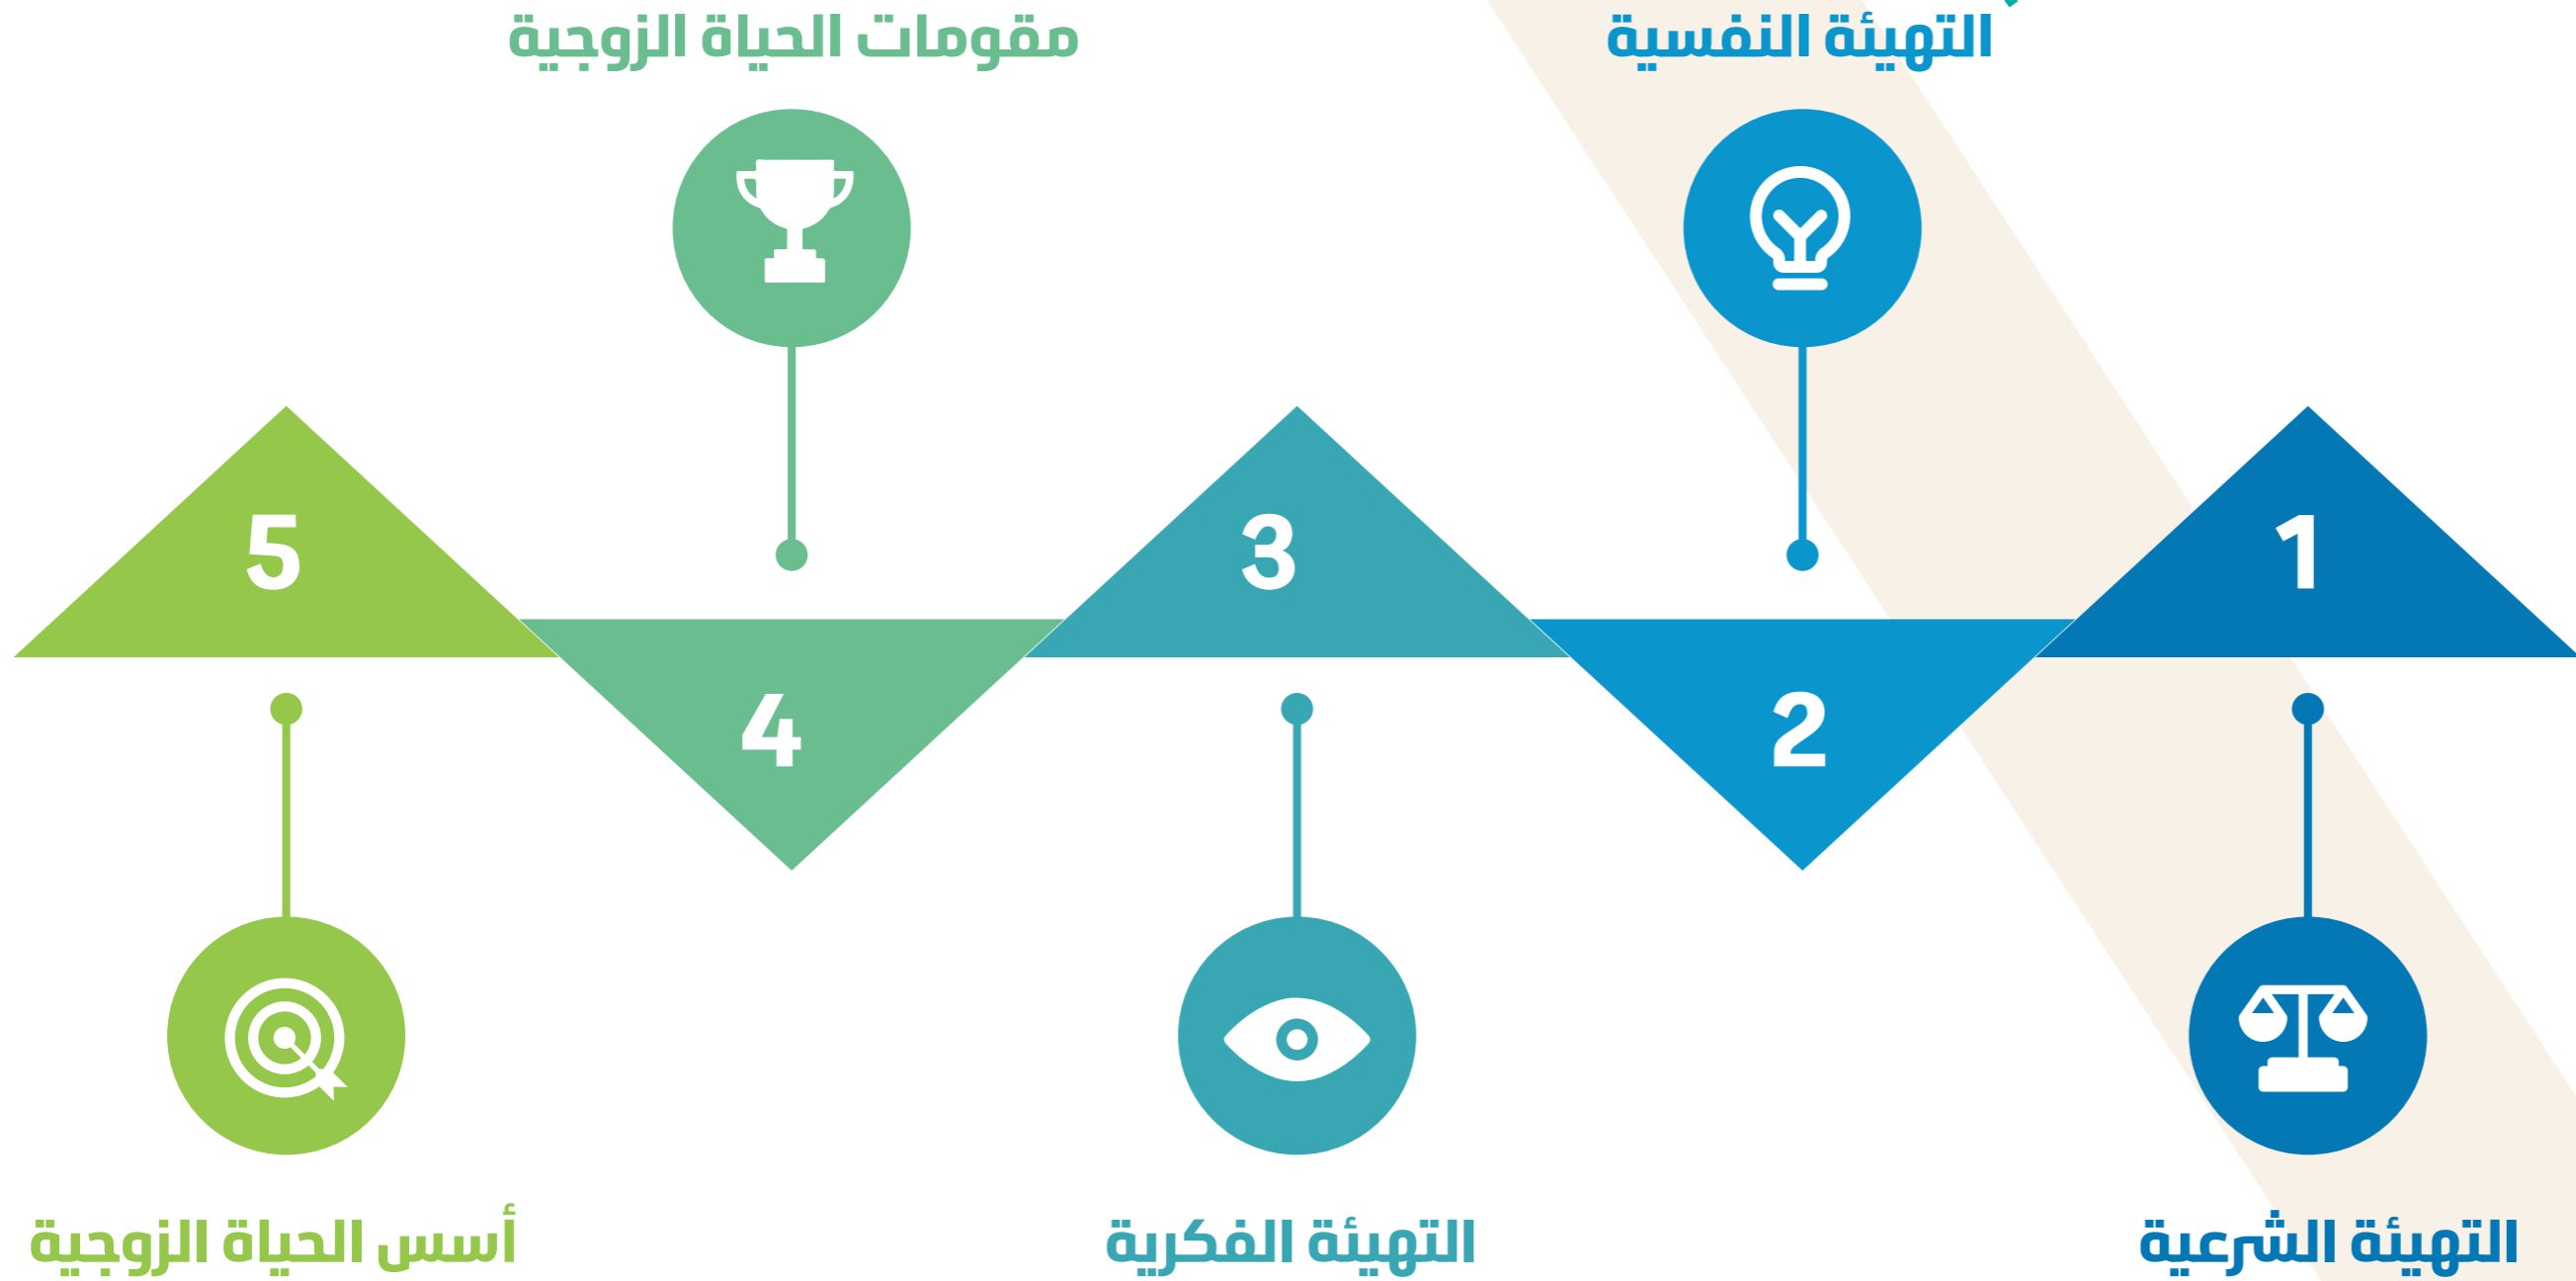 مقومات الحياة الزوجية
التهيئة النفسية
1
2
3
4
5
التهيئة الشرعية
التهيئة الفكرية
أسس الحياة الزوجية